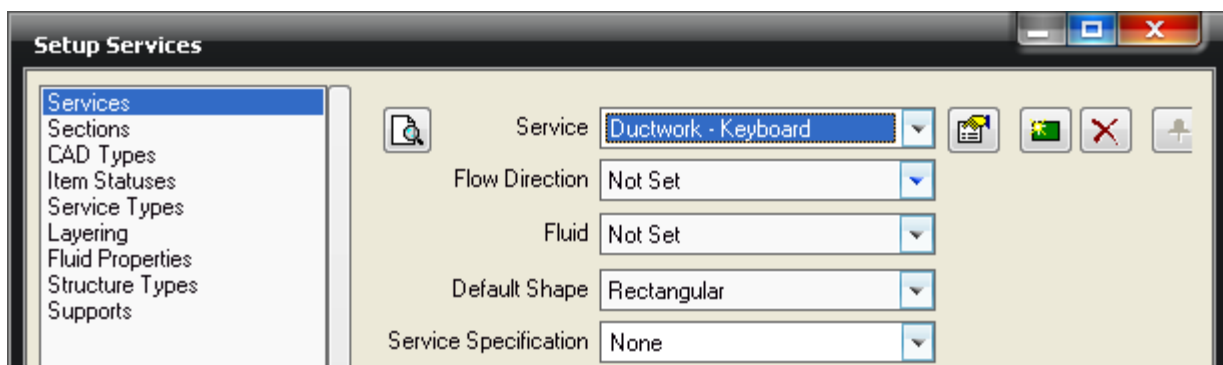 Setup Services
Services
Sections
CAD Types
Item Statuses
Service Types
Layering
Fluid Properties
Structure Types
Supports
Service Ductwork - Keyboard
Flow Direction Not Set
Fluid Not Set
Default Shape Rectangular
Service Specification None